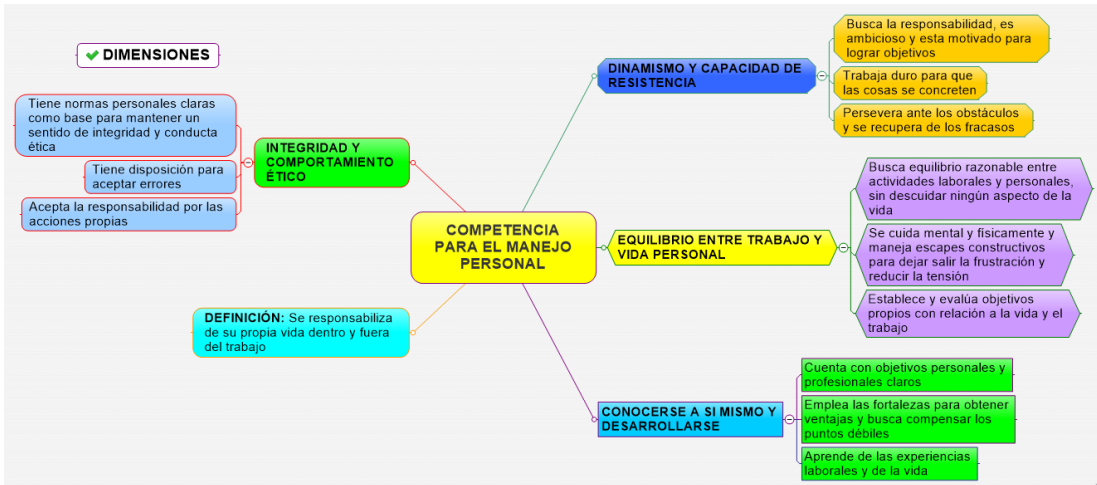 DIMENSIONES
Tiene normas personales claras
como base para mantener un
sentido de integridad y conducta
ética
Tiene disposición para
aceptar errores
Acepta la responsabilidad por las
acciones propias
INTEGRIDAD Y
COMPORTAMIENTO
ÉTICO
DEFINICIÓN: Se responsabiliza
de su propia vida dentro y fuera
del trabajo
COMPETENCIA
PARA EL MANEJO
PERSONAL
DINAMISMO Y CAPACIDAD DE
RESISTENCIA
Busca la responsabilidad, es
ambicioso y esta motivado para
lograr objetivos
Trabaja duro para que
las cosas se concreten
Persevera ante los obstáculos
y se recupera de los fracasos
EQUILIBRIO ENTRE TRABAJO Y
VIDA PERSONAL
Busca equilibrio razonable entre
actividades laborales y personales,
sin descuidar ningún aspecto de la
vida
Se cuida mental y físicamente y
maneja escapes constructivos
para dejar salir la frustración y
reducir la tensión
Establece y evalúa objetivos
propios con relación a la vida y el
trabajo
CONOCERSE A SI MISMO Y
DESARROLLARSE
Cuenta con objetivos personales y
profesionales claros
Emplea las fortalezas para obtener
ventajas y busca compensar los
puntos débiles
Aprende de las experiencias
laborales y de la vida